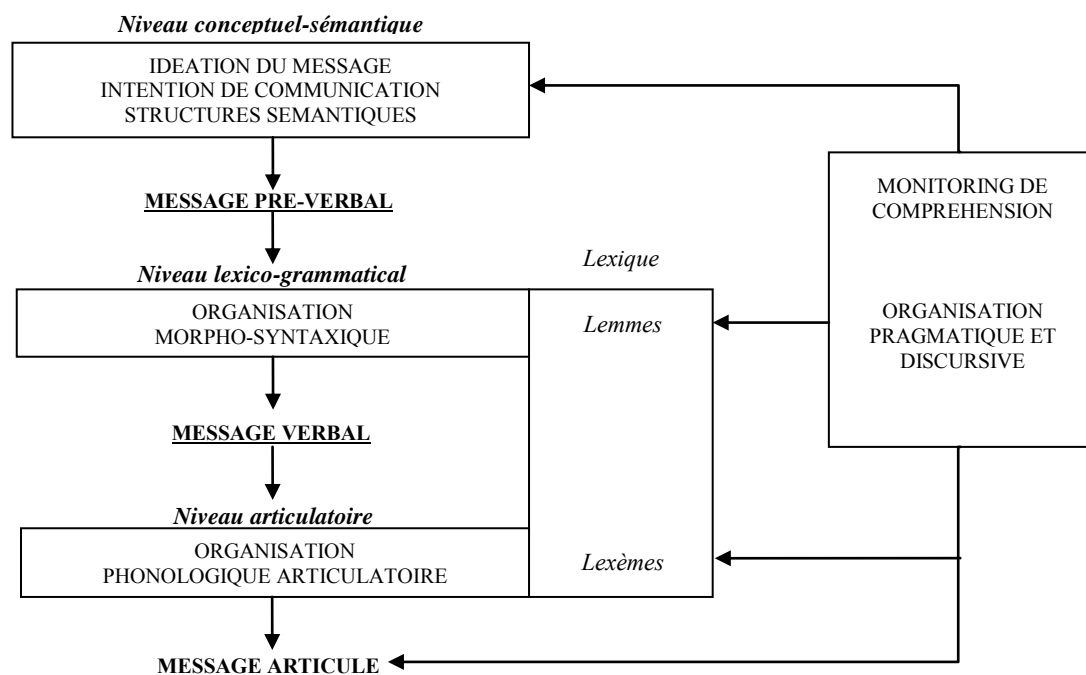 Niveau conceptuel-sémantique
IDEATION DU MESSAGE
INTENTION DE COMMUNICATION
STRUCTURES SEMANTIQUES
MESSAGE PRE-VERBAL
Niveau lexico-grammatical
ORGANISATION
MORPHO-SYNTAXIQUE
MESSAGE VERBAL
Niveau articulatoire
ORGANISATION
PHONOLOGIQUE ARTICULATOIRE
MESSAGE ARTICULE
Lexique
Lemmes
Lexèmes
MONITORING DE
COMPREHENSION
ORGANISATION
PRAGMATIQUE ET
DISCURSIVE